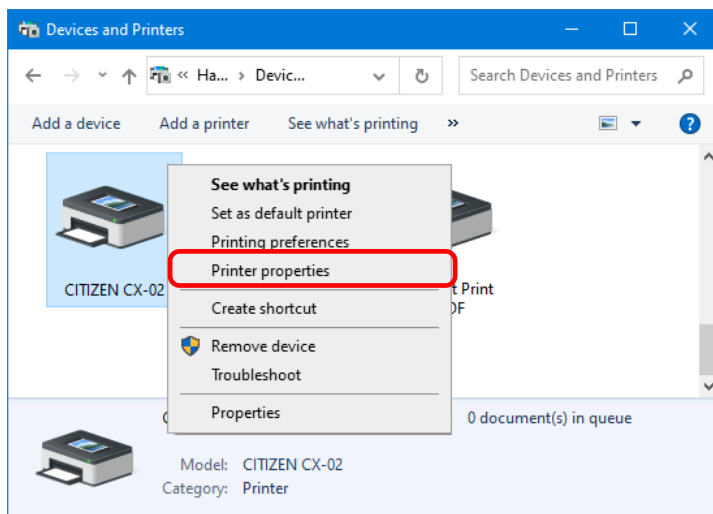 Devices and Printers
« Ha... › Devic...
Search Devices and Printers
Add a device Add a printer See what's printing »
?
See what's printing
Set as default printer
Printing preferences
Printer properties
Create shortcut
Remove device
Troubleshoot
Properties
CITIZEN CX-02
t Print
DF
0 document(s) in queue
Model: CITIZEN CX-02
Category: Printer